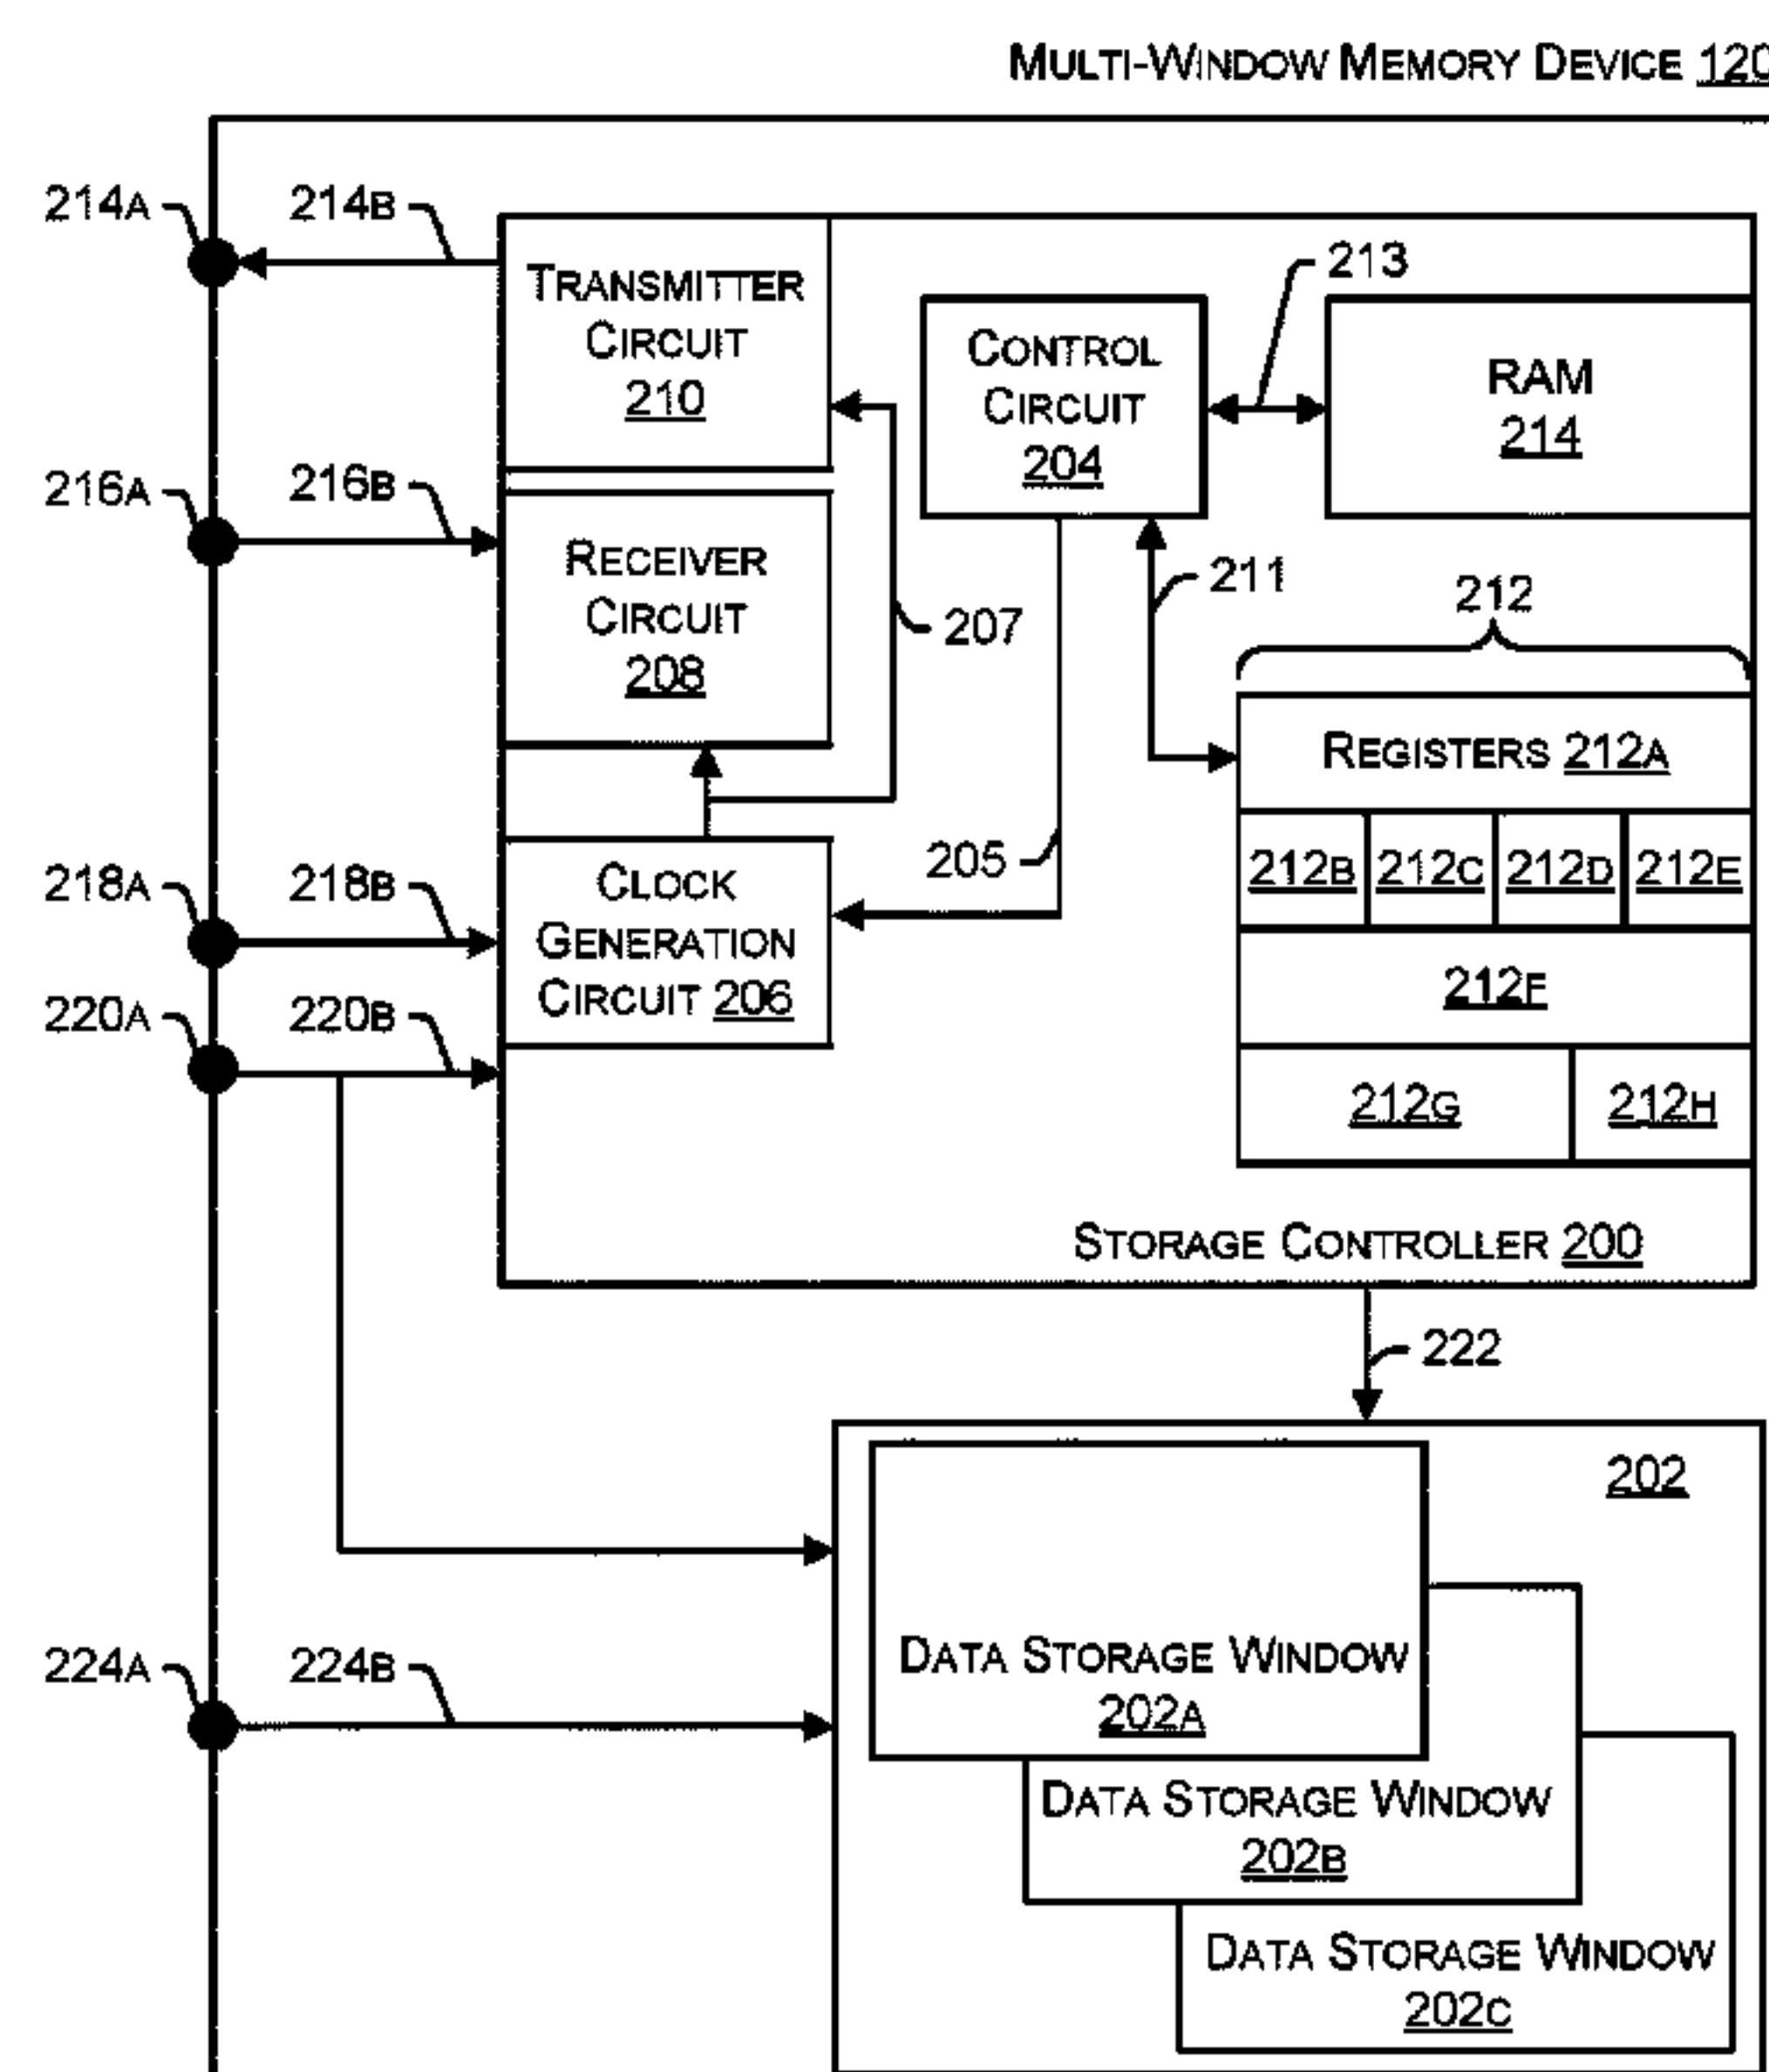 MULTI-WINDOW MEMORY DEVICE 120
214A
214B
TRANSMITTER
CIRCUIT
210
213
CONTROL
CIRCUIT
204
RAM
214
216A
216B
RECEIVER
CIRCUIT
208
207
211
212
REGISTERS 212A
212B 212C 212D 212E
212F
212G 212H
205
218A
218B
CLOCK
GENERATION
CIRCUIT 206
220A
220B
STORAGE CONTROLLER 200
222
202
DATA STORAGE WINDOW
202A
224A
224B
DATA STORAGE WINDOW
202B
DATA STORAGE WINDOW
202C